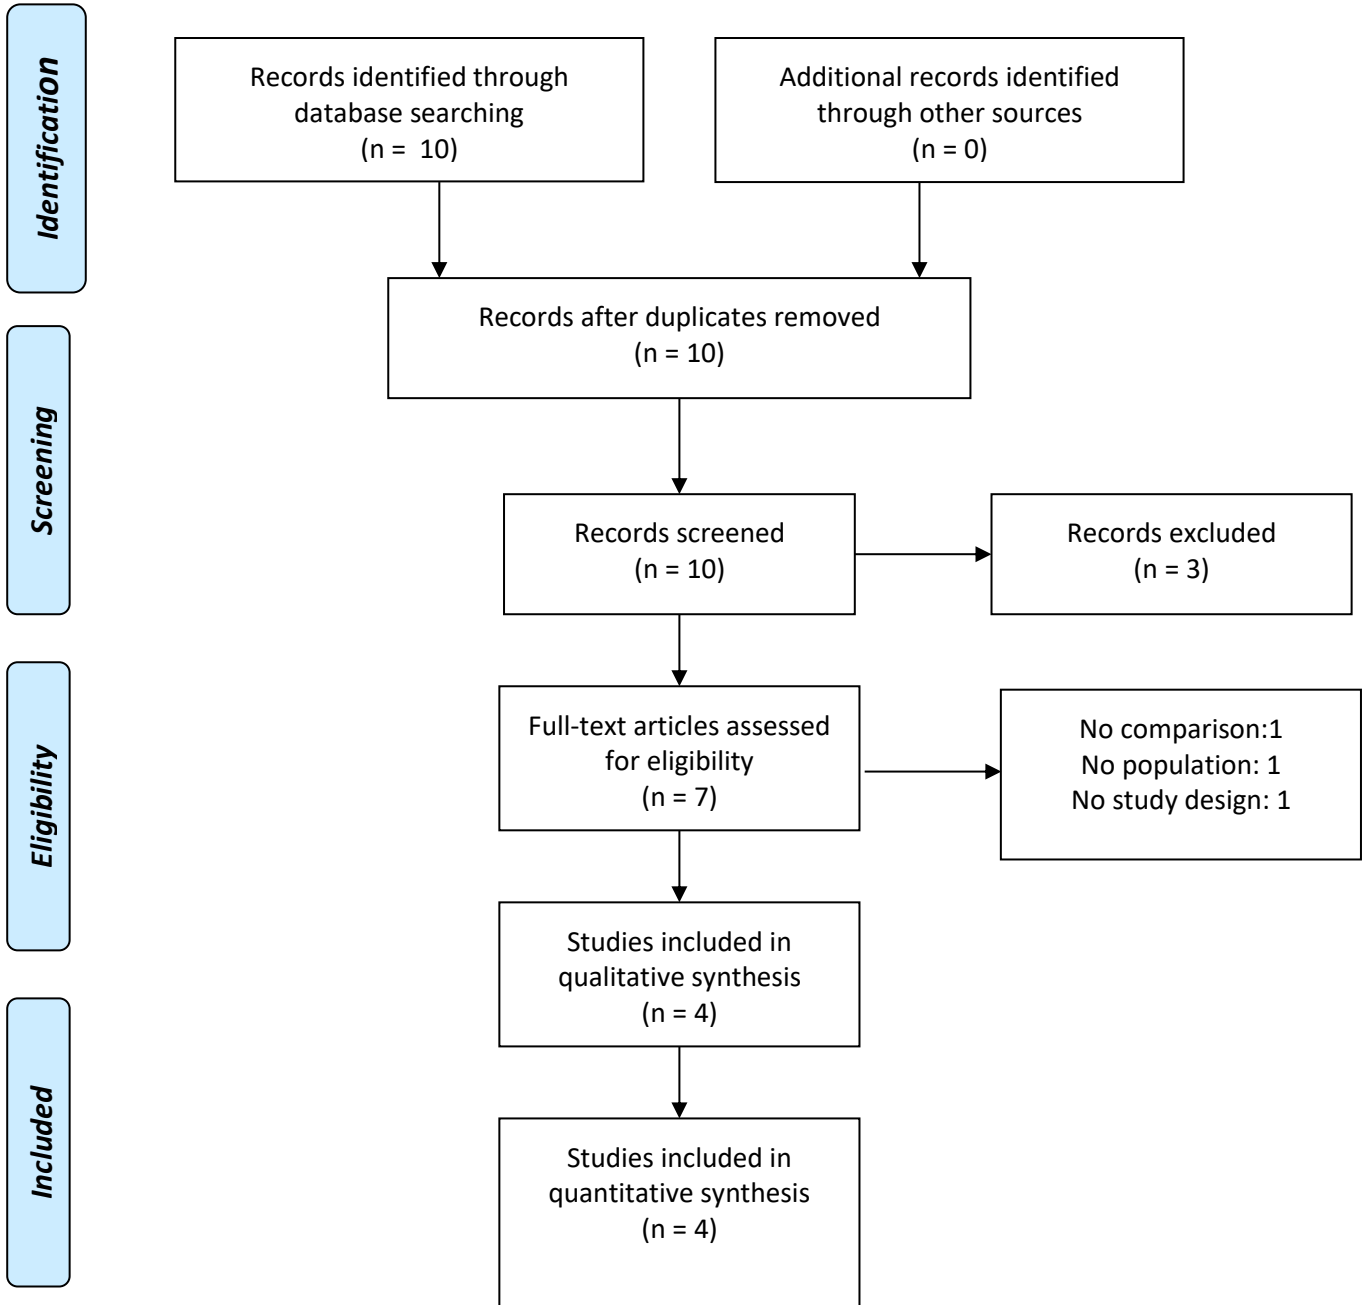 Identification
Records identified through
database searching
(n =  10)
Additional records identified
through other sources
(n = 0)
Records after duplicates removed
(n = 10)
Screening
Records screened
(n = 10)
Records excluded
(n = 3)
Eligibility
Full-text articles assessed
for eligibility
(n = 7)
No comparison:1
No population: 1
No study design: 1
Studies included in
qualitative synthesis
(n = 4)
Included
Studies included in
quantitative synthesis
(n = 4)